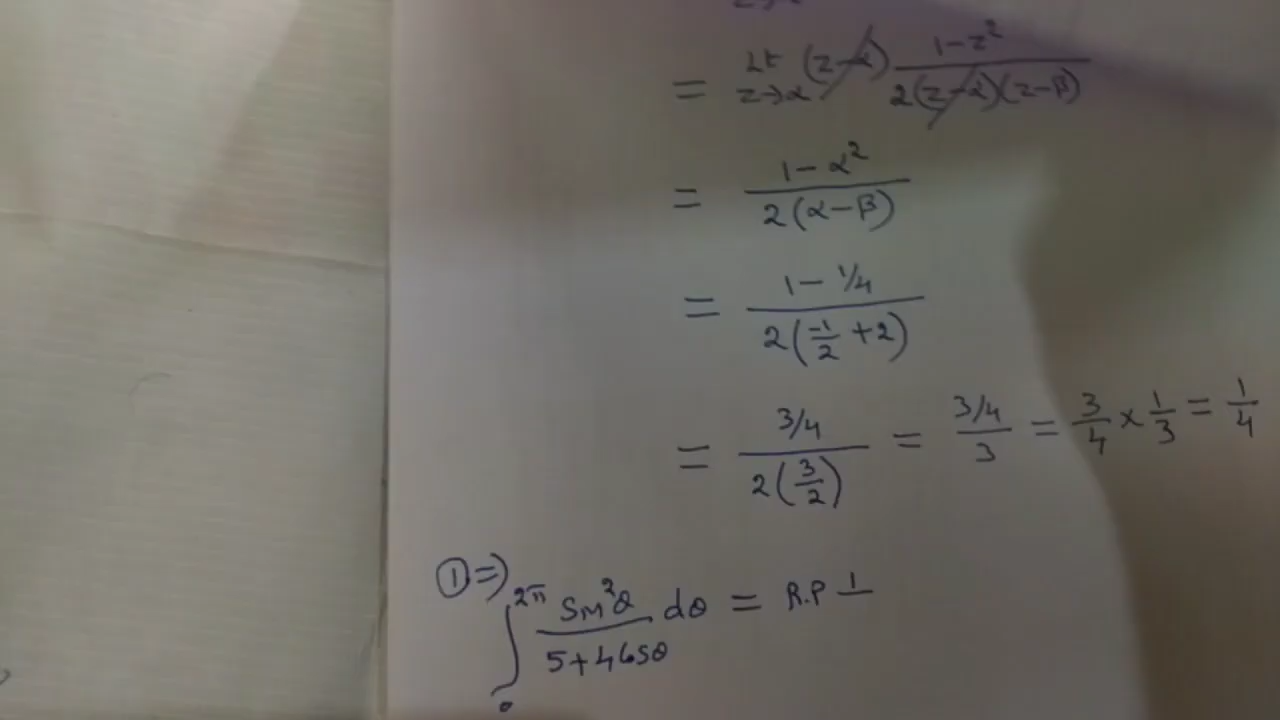 = Lt z→α (z-α) 1-z² / 2(z-α)(z-β)
= 1-α² / 2(α-β)
= 1-1/4 / 2(-1/2 +2)
= 3/4 / 2(3/2) = 3/4 / 3 = 3/4 × 1/3 = 1/4
① ⇒ ∫₀^2π Sin²θ / 5+4cosθ dθ = R.P 1